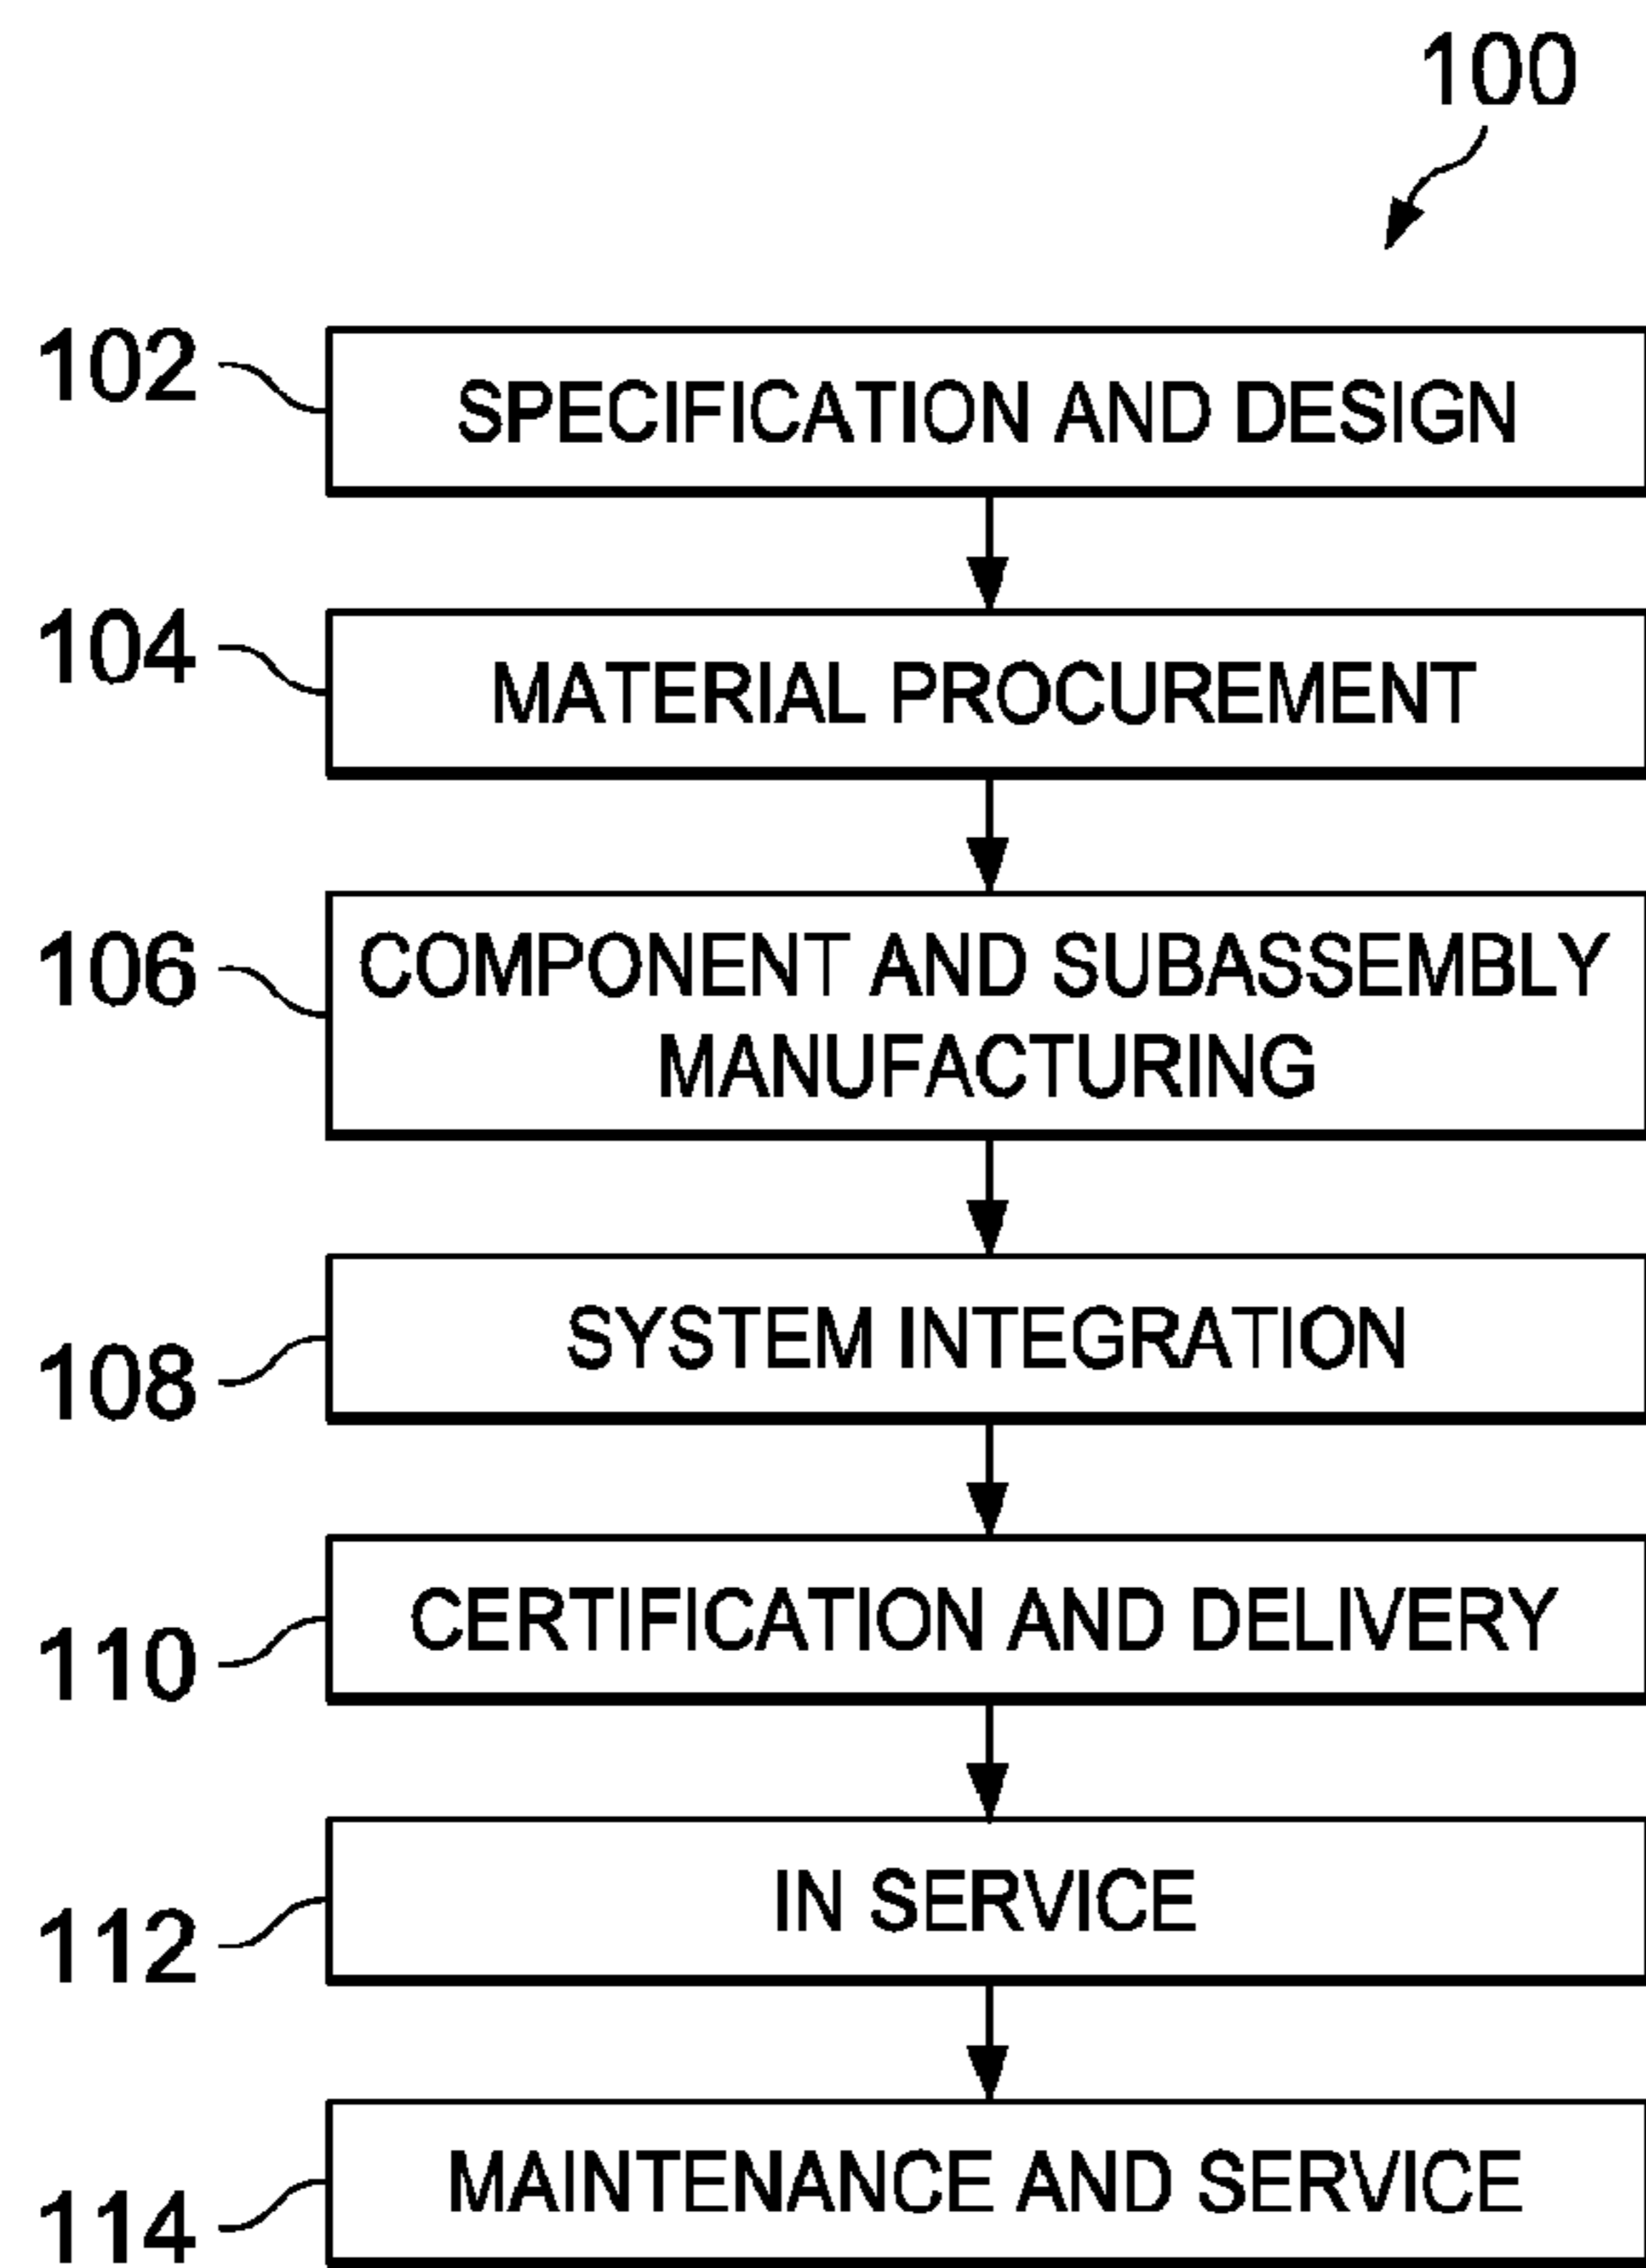 100
102 SPECIFICATION AND DESIGN
104 MATERIAL PROCUREMENT
106 COMPONENT AND SUBASSEMBLY
MANUFACTURING
108 SYSTEM INTEGRATION
110 CERTIFICATION AND DELIVERY
112 IN SERVICE
114 MAINTENANCE AND SERVICE